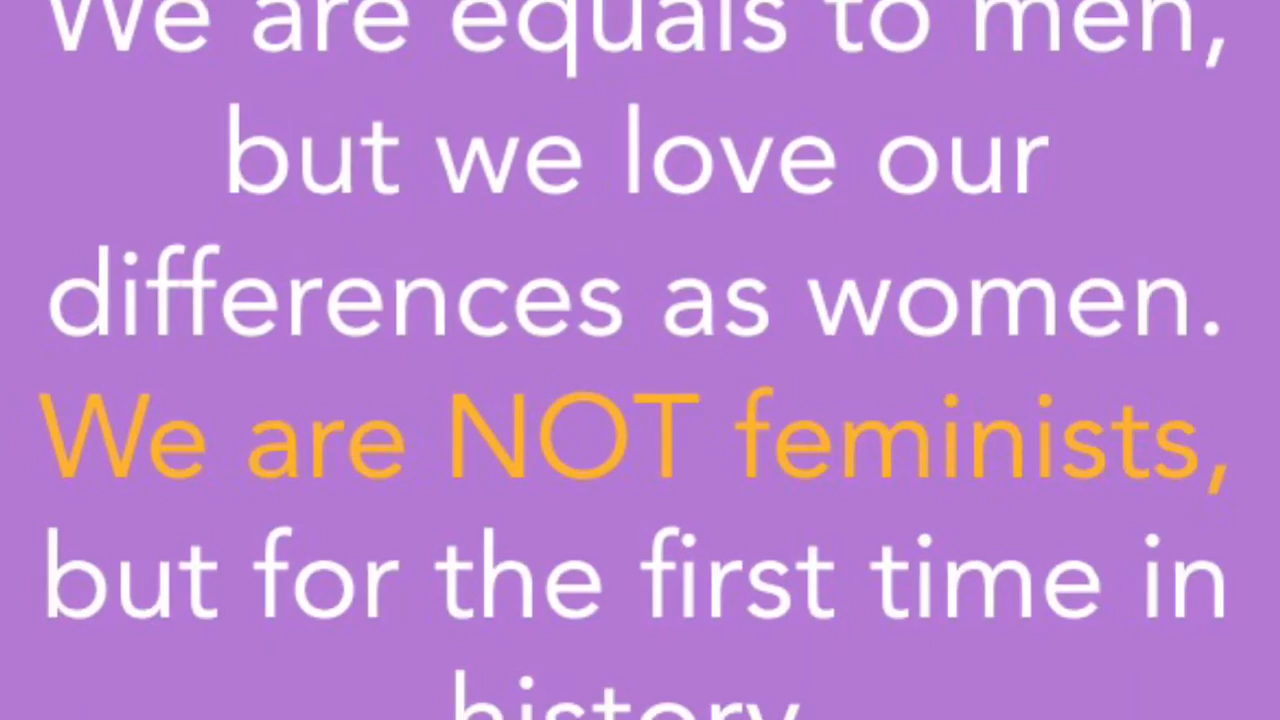 We are equals to men,
but we love our
differences as women.
We are NOT feminists,
but for the first time in
history